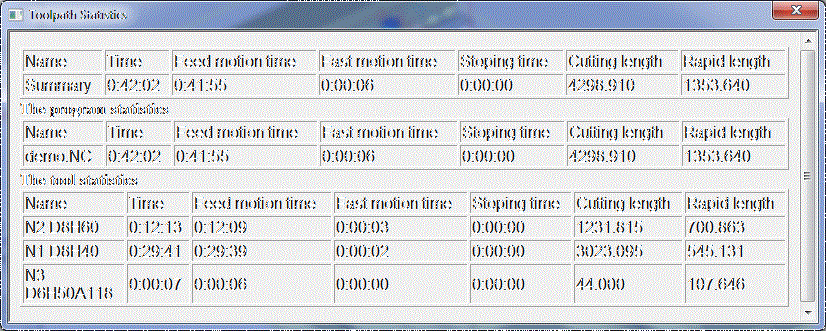 Toolpath Statistics
Name Time Feed motion time Fast motion time Stoping time Cutting length Rapid length
Summary 0:42:02 0:41:55 0:00:06 0:00:00 4298.910 1353.640
The program statistics
Name Time Feed motion time Fast motion time Stoping time Cutting length Rapid length
demo.NC 0:42:02 0:41:55 0:00:06 0:00:00 4298.910 1353.640
The tool statistics
Name Time Feed motion time Fast motion time Stoping time Cutting length Rapid length
N2 D8H60 0:12:13 0:12:09 0:00:03 0:00:00 1231.815 700.863
N1 D8H40 0:29:41 0:29:39 0:00:02 0:00:00 3023.095 545.131
N3
D6H50A118 0:00:07 0:00:06 0:00:00 0:00:00 44.000 107.646